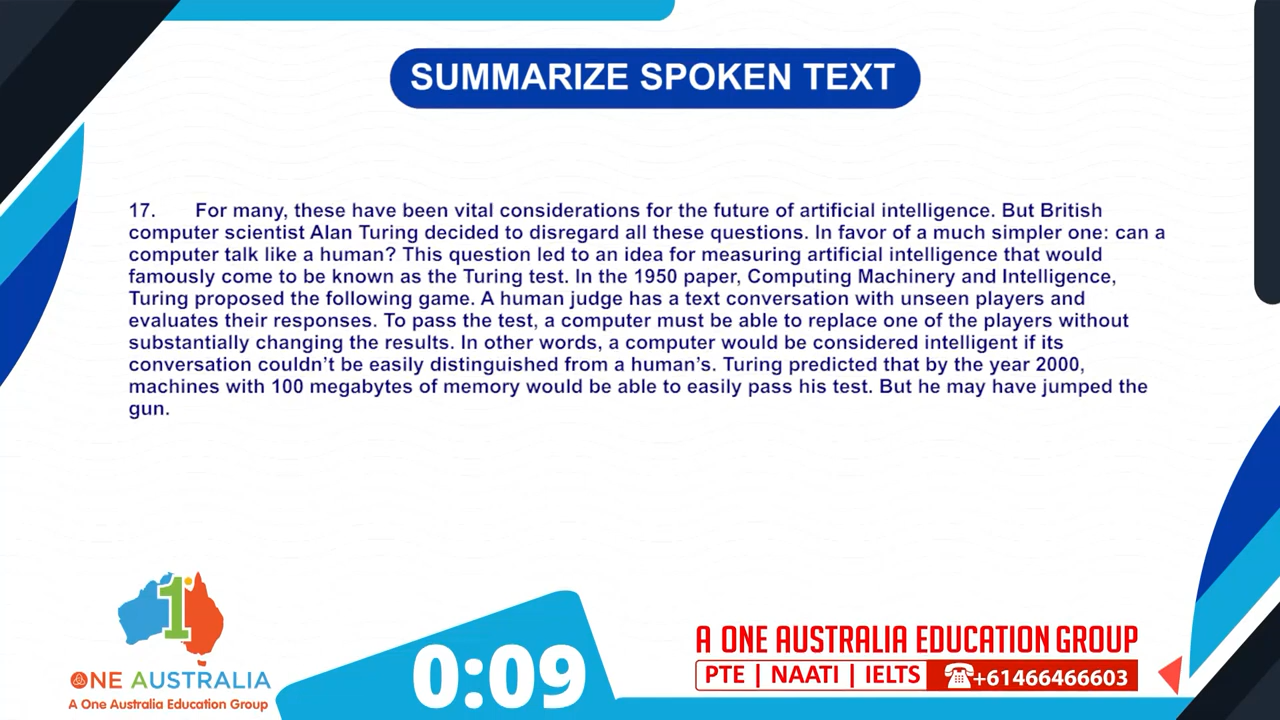 SUMMARIZE SPOKEN TEXT
17. For many, these have been vital considerations for the future of artificial intelligence. But British
computer scientist Alan Turing decided to disregard all these questions. In favor of a much simpler one: can a
computer talk like a human? This question led to an idea for measuring artificial intelligence that would
famously come to be known as the Turing test. In the 1950 paper, Computing Machinery and Intelligence,
Turing proposed the following game. A human judge has a text conversation with unseen players and
evaluates their responses. To pass the test, a computer must be able to replace one of the players without
substantially changing the results. In other words, a computer would be considered intelligent if its
conversation couldn’t be easily distinguished from a human’s. Turing predicted that by the year 2000,
machines with 100 megabytes of memory would be able to easily pass his test. But he may have jumped the
gun.
1
ONE AUSTRALIA
A One Australia Education Group
0:09
A ONE AUSTRALIA EDUCATION GROUP
PTE | NAATI | IELTS +61466466603